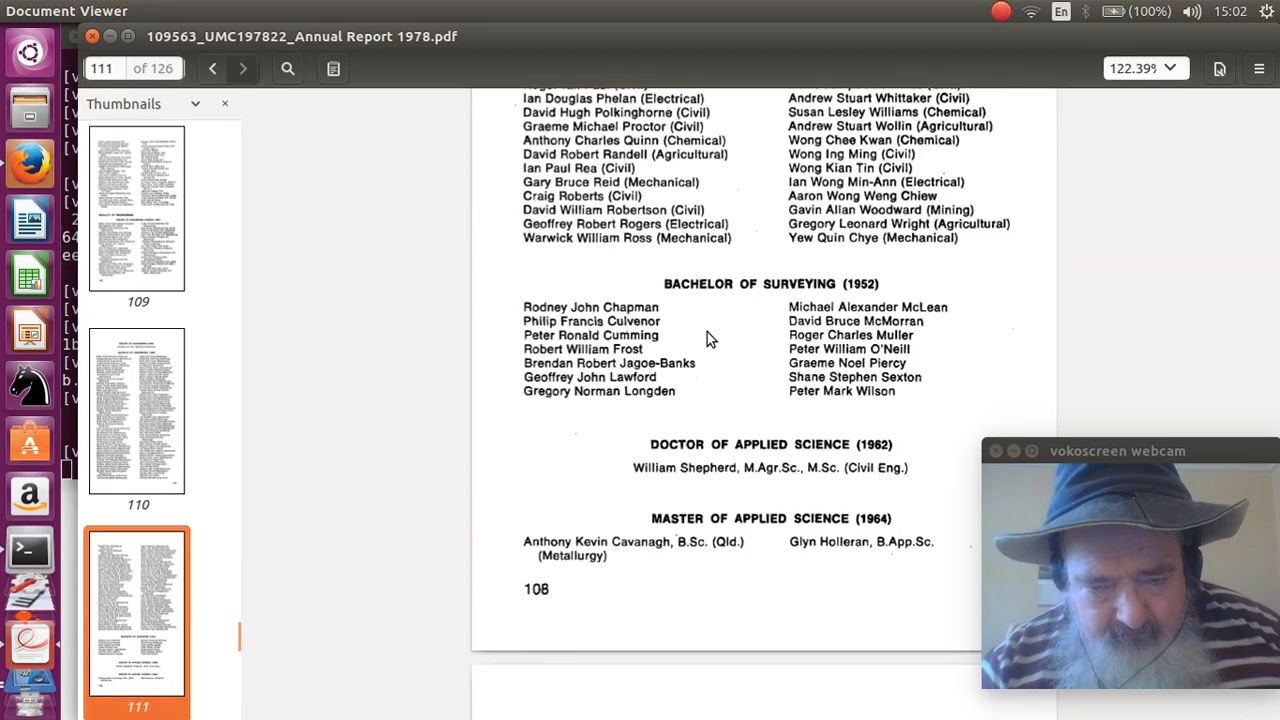 Document Viewer
En
(100%)
15:02
109563_UMC197822_Annual Report 1978.pdf
111 of 126
122.39%
Thumbnails
109
110
111
Ian Douglas Phelan (Electrical)
David Hugh Polkinghorne (Civil)
Graeme Michael Proctor (Civil)
Anthony Charles Quinn (Chemical)
David Robert Randell (Agricultural)
Ian Paul Rea (Civil)
Gary Bruce Reid (Mechanical)
Craig Roberts (Civil)
David William Robertson (Civil)
Geoffrey Robert Rogers (Electrical)
Warwick William Ross (Mechanical)
Andrew Stuart Whittaker (Civil)
Susan Lesley Williams (Chemical)
Andrew Stuart Wollin (Agricultural)
Wong Chee Kwan (Chemical)
Wong Ing Ming (Civil)
Wong Kian Tin (Civil)
Ian Wong Min-Ann (Electrical)
Aaron Wong Weng Chiew
Gavin Allan Woodward (Mining)
Gregory Leonard Wright (Agricultural)
Yew Quin Chye (Mechanical)
BACHELOR OF SURVEYING (1952)
Rodney John Chapman
Philip Francis Culvenor
Peter Ronald Cumming
Robert William Frost
Brendan Robert Jagoe-Banks
Geoffrey John Lawford
Gregory Norman Longden
Michael Alexander McLean
David Bruce McMorran
Roger Charles Muller
Peter William O'Neill
Graeme Noel Piercy
Shane Stephen Sexton
Peter Mark Wilson
DOCTOR OF APPLIED SCIENCE (1962)
William Shepherd, M.Agr.Sc., M.Sc. (Civil Eng.)
MASTER OF APPLIED SCIENCE (1964)
Anthony Kevin Cavanagh, B.Sc. (Qld.)
(Metallurgy)
Glyn Holleran, B.App.Sc.
108
vokoscreen webcam